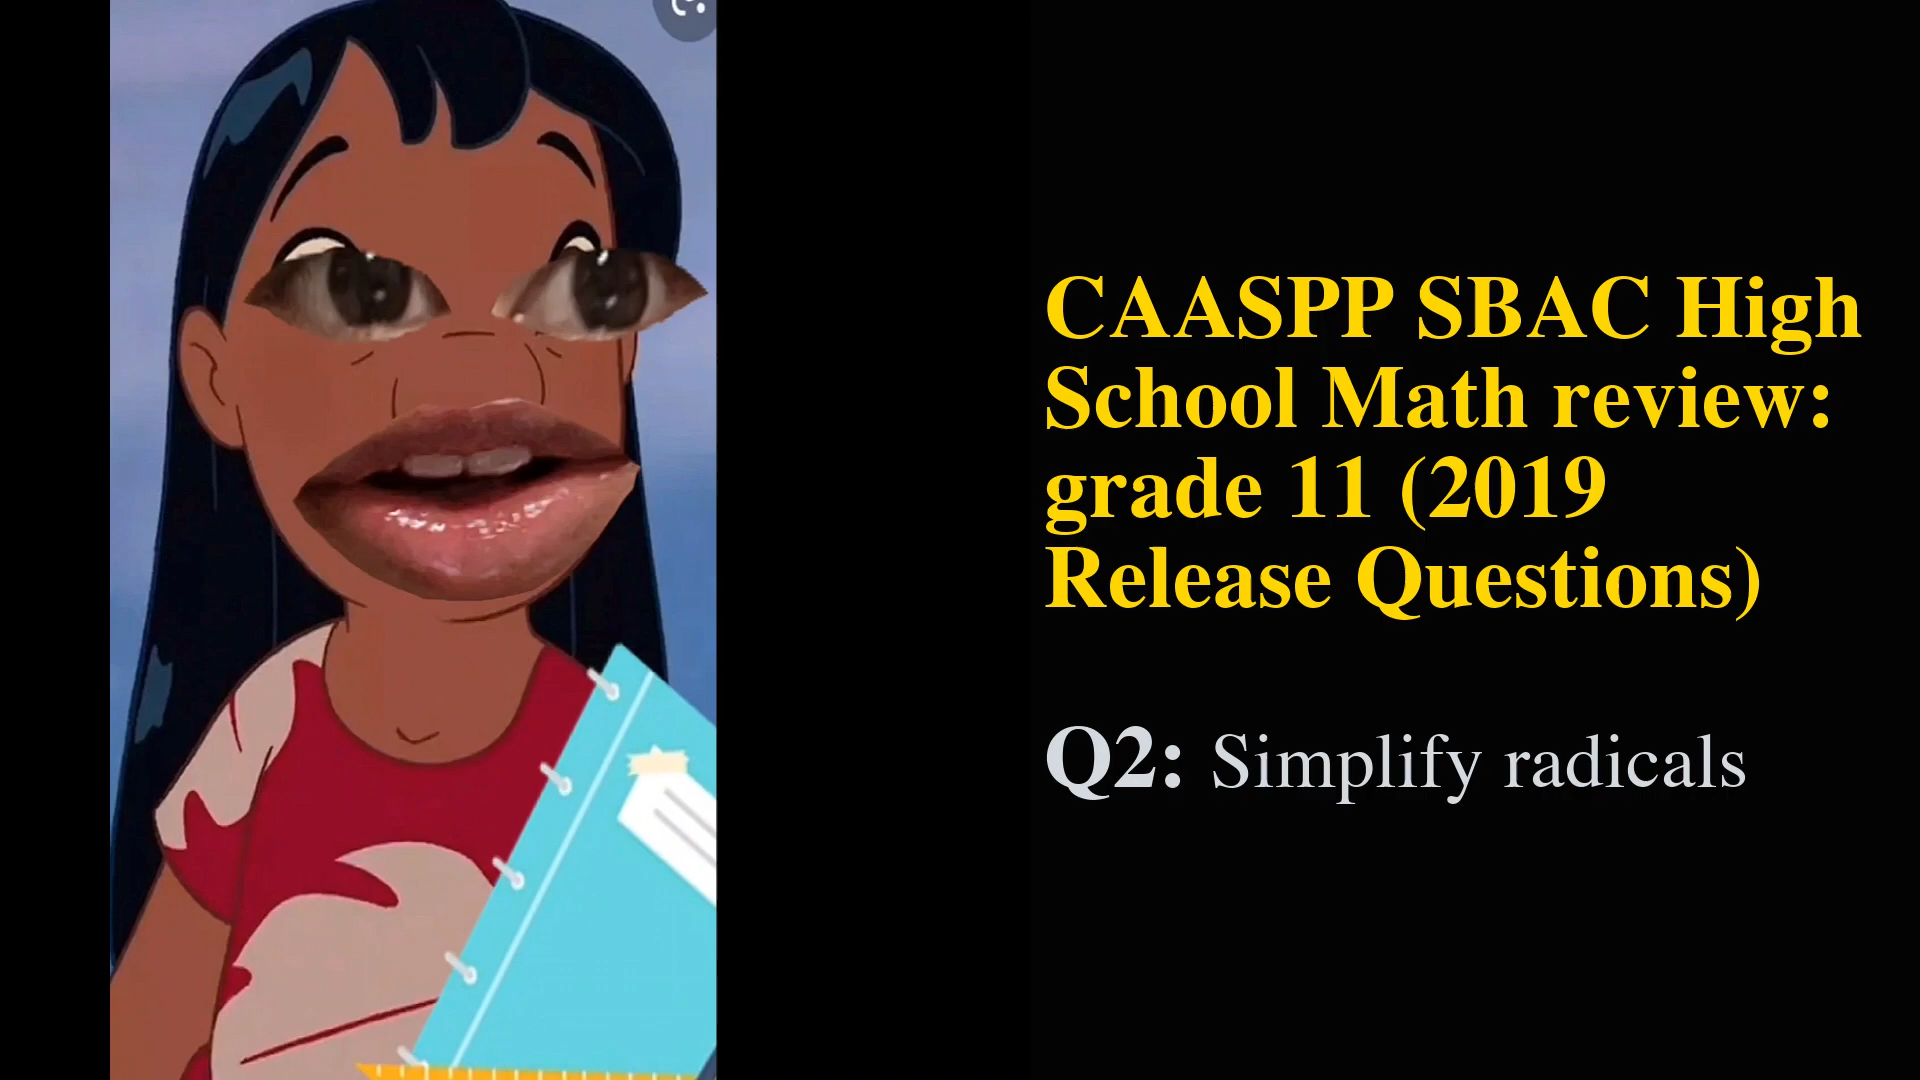 CAASPP SBAC High
School Math review:
grade 11 (2019
Release Questions)
Q2: Simplify radicals